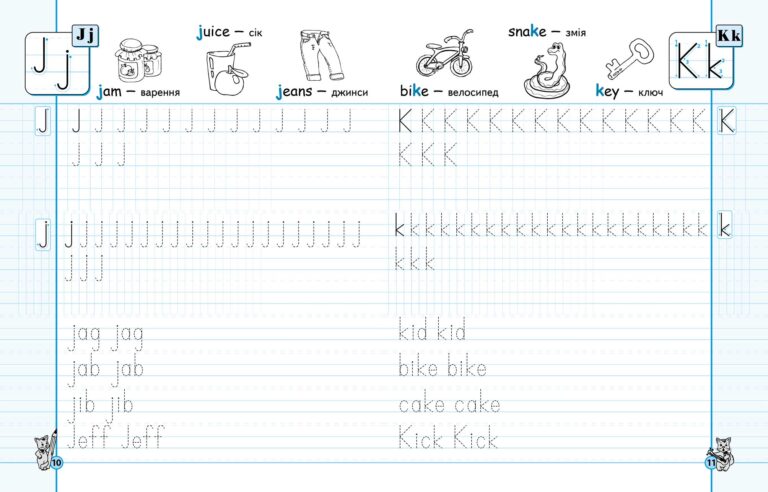 Jj
J j
juice – сік
jam – варення
jeans – джинси
J
J J J J J J J J J J J J J
J J J
j
j j j j j j j j j j j j j j j j j j j
j j j
jag jag
jab jab
jib jib
Jeff Jeff
10
snake – змія
bike – велосипед
key – ключ
Kk
K k
K K K K K K K K K K K K K K
K
K K K
k k k k k k k k k k k k k k k k k k k k k
k
k k k
kid kid
bike bike
cake cake
Kick Kick
11